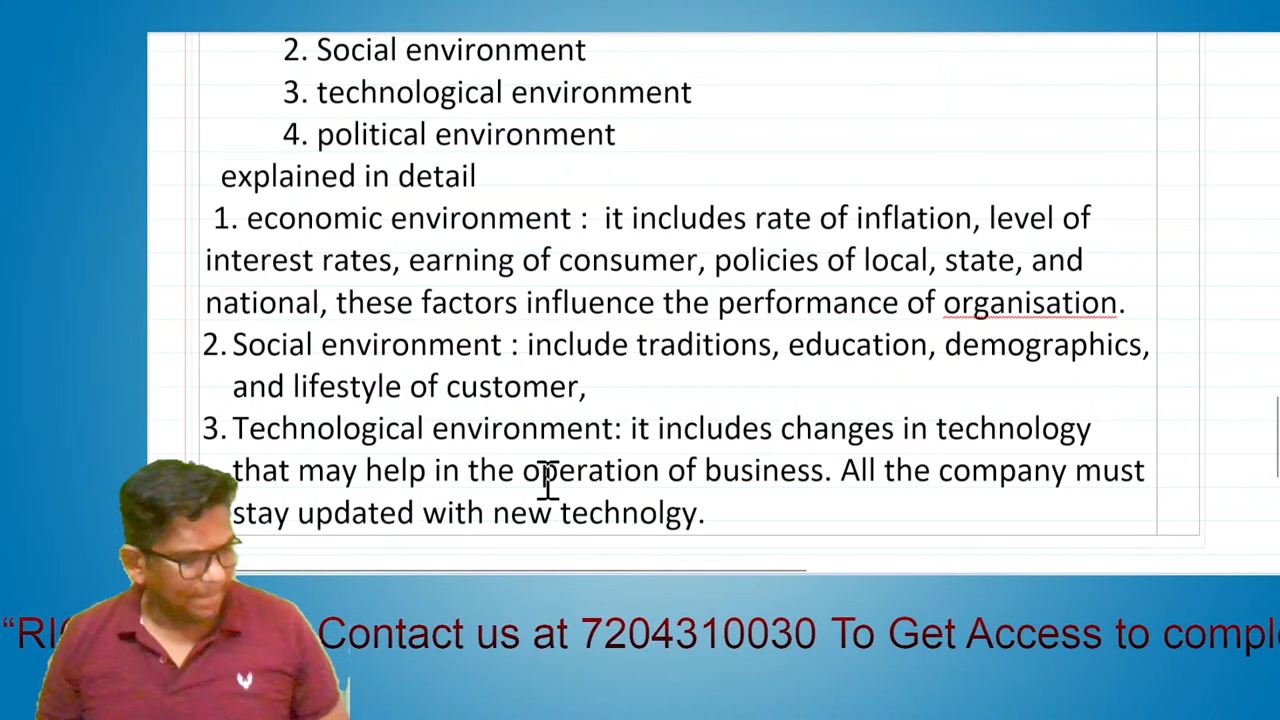 2. Social environment
3. technological environment
4. political environment
explained in detail
1. economic environment : it includes rate of inflation, level of
interest rates, earning of consumer, policies of local, state, and
national, these factors influence the performance of organisation.
2. Social environment : include traditions, education, demographics,
and lifestyle of customer,
3. Technological environment: it includes changes in technology
that may help in the operation of business. All the company must
stay updated with new technolgy.
Contact us at 7204310030 To Get Access to